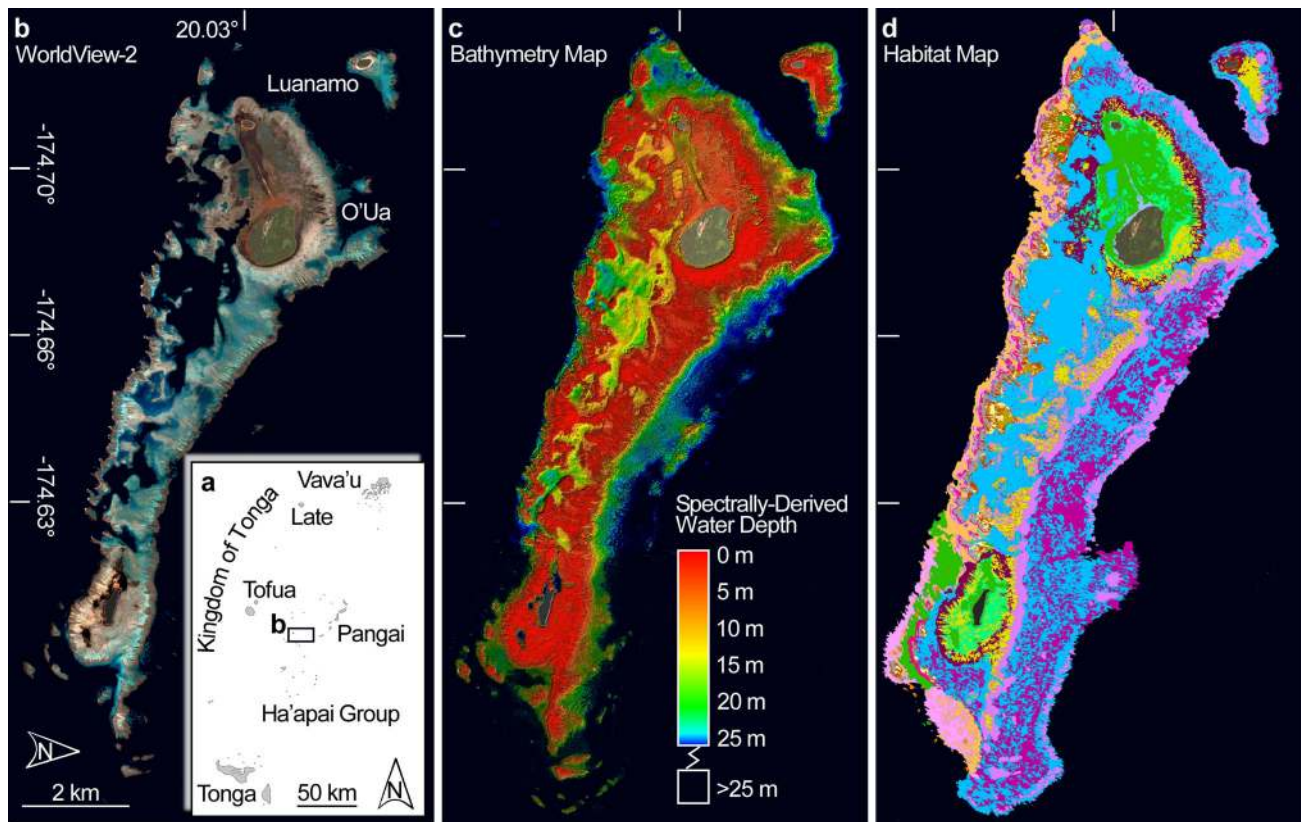 b
WorldView-2
20.03°
Luanamo
-174.70°
O'Ua
-174.66°
-174.63°
N
2 km
a
Kingdom of Tonga
Vava'u
Late
Tofua
b
Pangai
Ha'apai Group
Tonga
50 km
N
c
Bathymetry Map
Spectrally-Derived
Water Depth
0 m
5 m
10 m
15 m
20 m
25 m
>25 m
d
Habitat Map